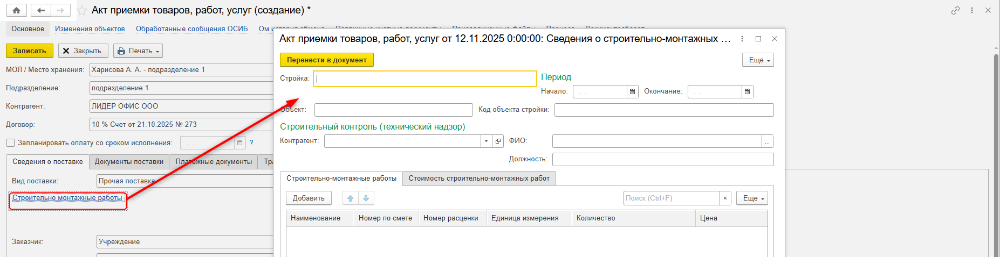 Акт приемки товаров, работ, услуг (создание) *
Основное Изменения объектов Обработанные сообщения ОСИБ
Записать Закрыть Печать
МОЛ / Место хранения: Харисова А. А. - подразделение 1
Подразделение: подразделение 1
Контрагент: ЛИДЕР ОФИС ООО
Договор: 10 % Счет от 21.10.2025 № 273
Запланировать оплату со сроком исполнения: . . ?
Сведения о поставке Документы поставки Платежные документы
Вид поставки: Прочая поставка
Строительно монтажные работы
Заказчик: Учреждение
Акт приемки товаров, работ, услуг от 12.11.2025 0:00:00: Сведения о строительно-монтажных ...
Перенести в документ Еще
Стройка: Период
Начало: . . Окончание: . .
Объект: Код объекта стройки:
Строительный контроль (технический надзор)
Контрагент: ФИО: ...
Должность:
Строительно-монтажные работы Стоимость строительно-монтажных работ
Добавить Поиск (Ctrl+F) × Еще
Наименование Номер по смете Номер расценки Единица измерения Количество Цена